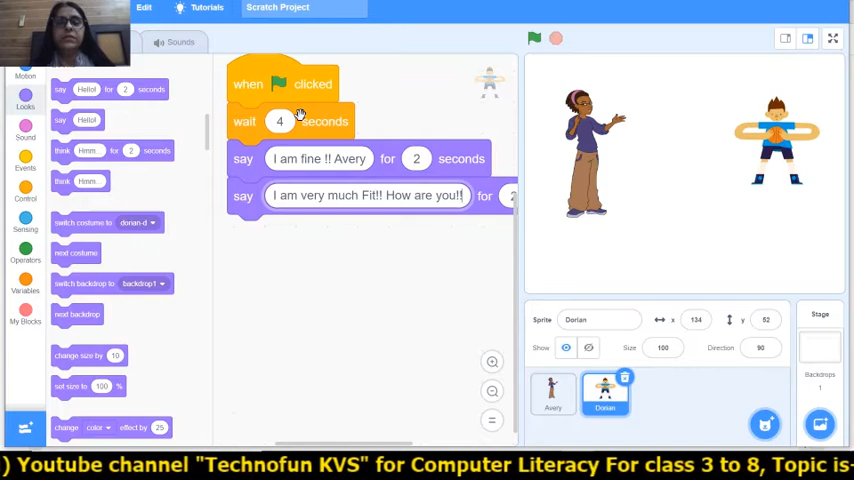 Edit Tutorials Scratch Project
Sounds
Motion
Looks
Sound
Events
Control
Sensing
Operators
Variables
My Blocks
say Hello! for 2 seconds
say Hello!
think Hmm... for 2 seconds
think Hmm...
switch costume to dorian-d
next costume
switch backdrop to backdrop1
next backdrop
change size by 10
set size to 100 %
change color effect by 25
when clicked
wait 4 seconds
say I am fine !! Avery for 2 seconds
say I am very much Fit!! How are you!! for 2
Sprite Dorian x 134 y 52
Show Size 100 Direction 90
Avery
Dorian
Stage
Backdrops
1
) Youtube channel "Technofun KVS" for Computer Literacy For class 3 to 8, Topic is-